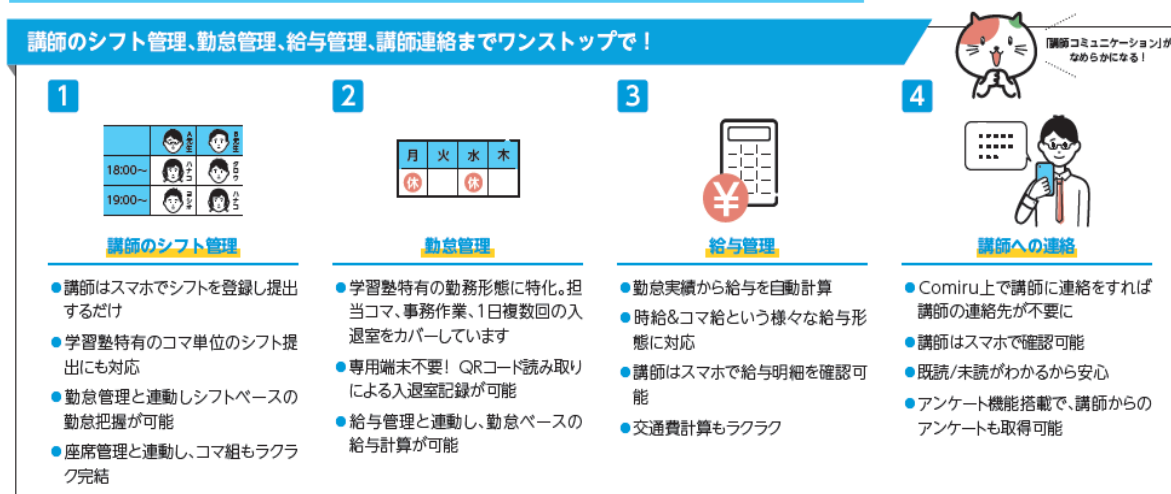 講師のシフト管理、勤怠管理、給与管理、講師連絡までワンストップで！
「講師コミュニケーション」が
なめらかになる！
1
A先生
B先生
18:00〜
ハナコ
タロウ
19:00〜
ヨシオ
ハナコ
講師のシフト管理
●講師はスマホでシフトを登録し提出
するだけ
●学習塾特有のコマ単位のシフト提
出にも対応
●勤怠管理と連動しシフトベースの
勤怠把握が可能
●座席管理と連動し、コマ組もラクラ
ク完結
2
月 火 水 木
休 休
勤怠管理
●学習塾特有の勤務形態に特化。担
当コマ、事務作業、1日複数回の入
退室をカバーしています
●専用端末不要！ QRコード読み取り
による入退室記録が可能
●給与管理と連動し、勤怠ベースの
給与計算が可能
3
¥
給与管理
●勤怠実績から給与を自動計算
●時給&コマ給という様々な給与形
態に対応
●講師はスマホで給与明細を確認可
能
●交通費計算もラクラク
4
講師への連絡
●Comiru上で講師に連絡をすれば
講師の連絡先が不要に
●講師はスマホで確認可能
●既読/未読がわかるから安心
●アンケート機能搭載で、講師からの
アンケートも取得可能